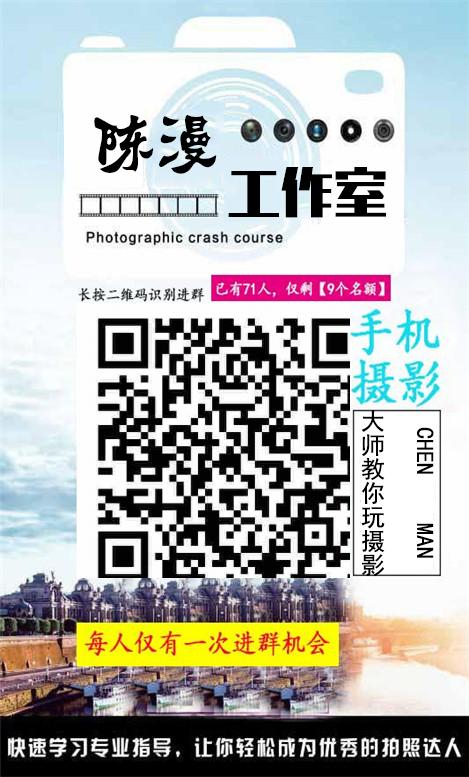 陈漫
工作室
Photographic crash course
长按二维码识别进群
已有71人，仅剩【9个名额】
手机
摄影
大师教你玩摄影
CHEN MAN
每人仅有一次进群机会
快速学习专业指导，让你轻松成为优秀的拍照达人